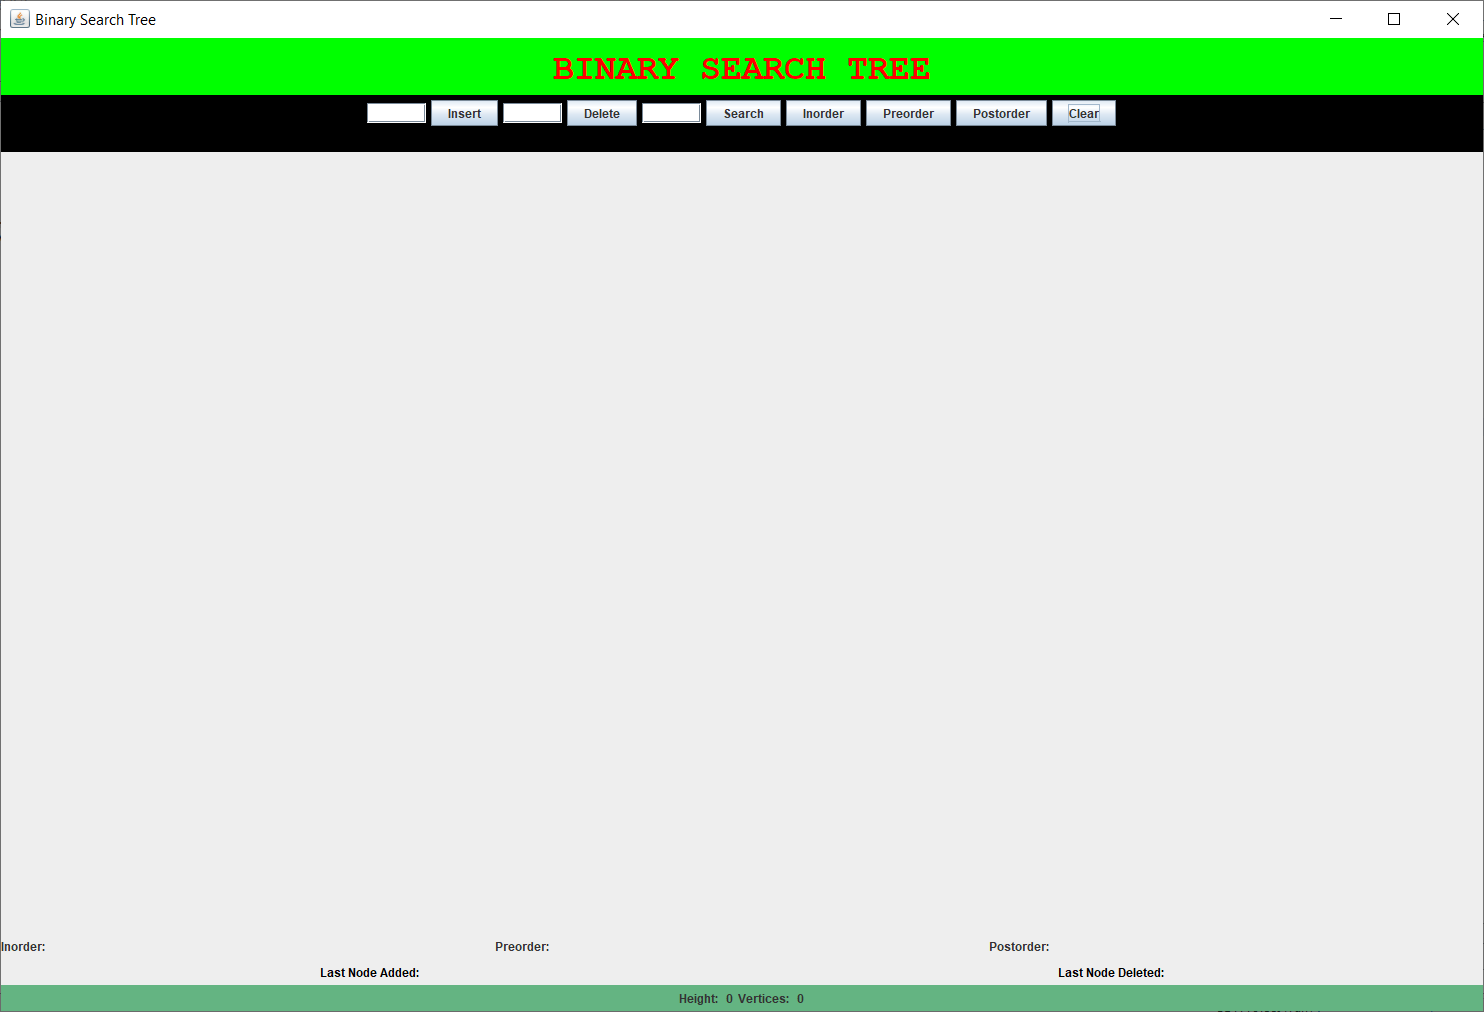 Binary Search Tree
BINARY SEARCH TREE
Insert Delete Search Inorder Preorder Postorder Clear
Inorder: Preorder: Postorder:
Last Node Added: Last Node Deleted:
Height: 0 Vertices: 0